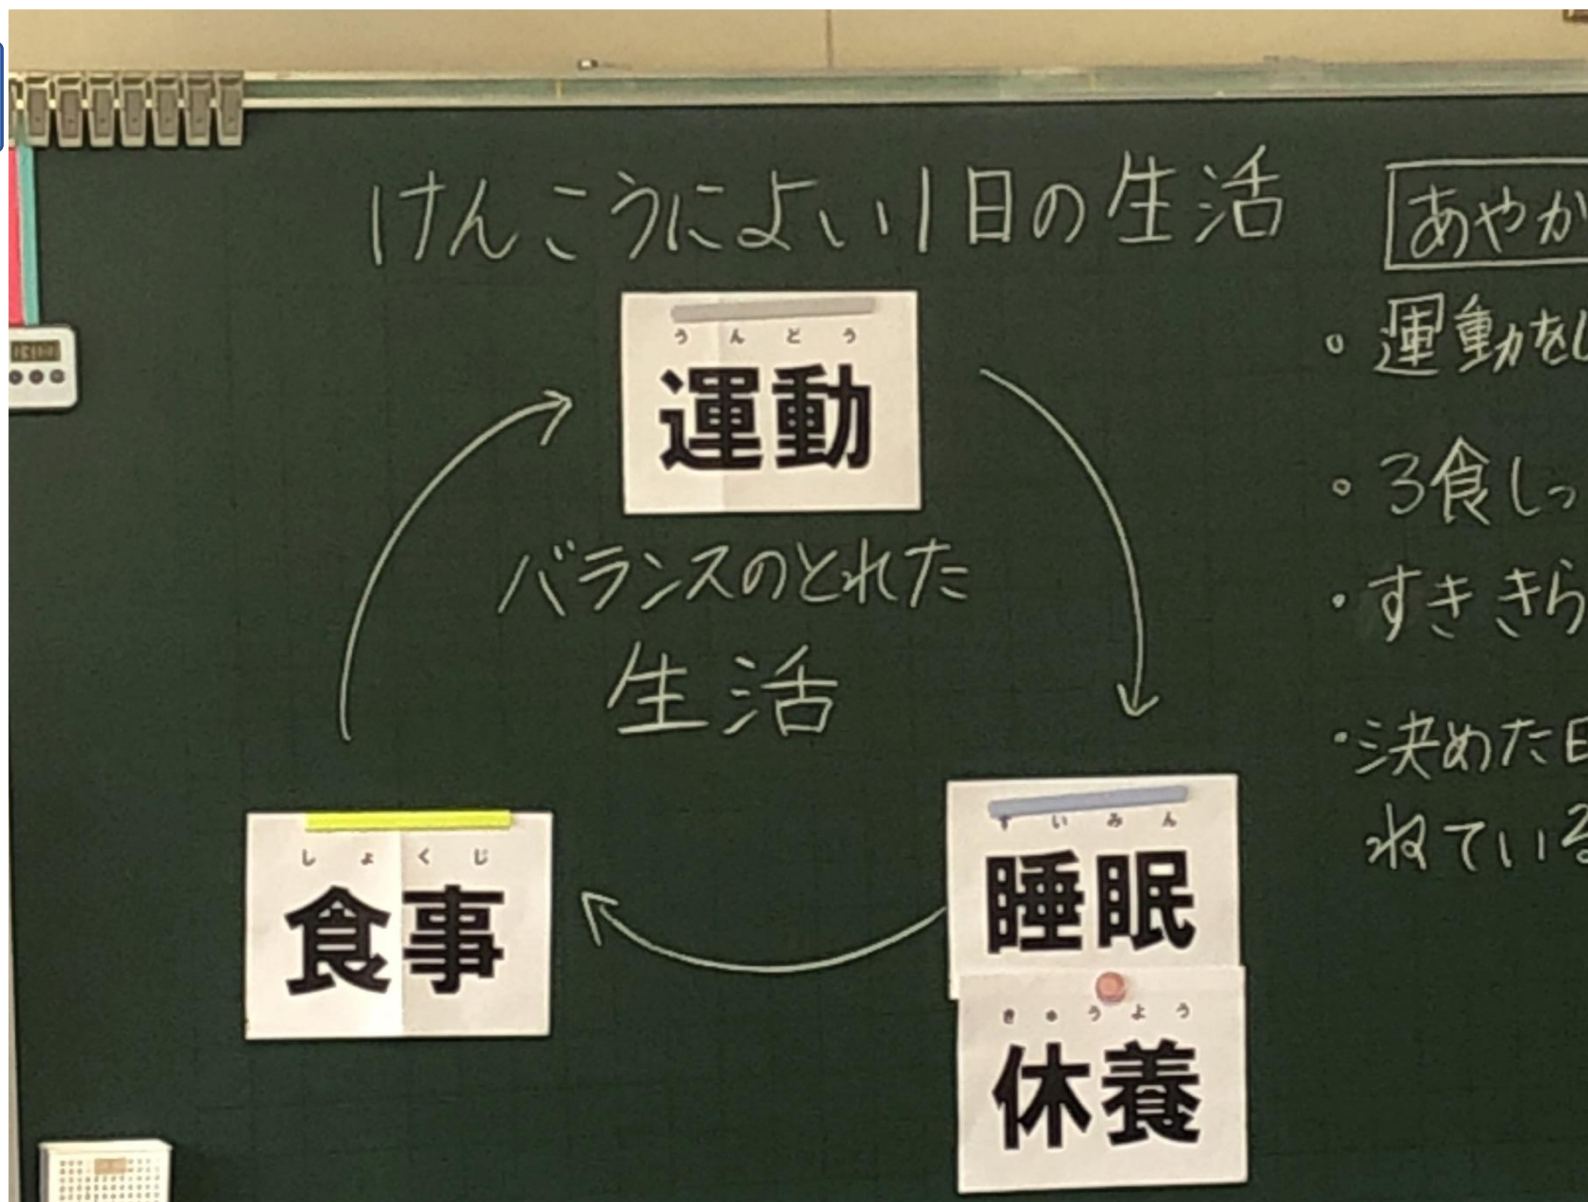 けんこうによい1日の生活
うんどう
運動
バランスのとれた
生活
しょくじ
食事
すいみん
睡眠
きゅうよう
休養
あやか
・運動をし
・3食しっ
・すききら
・決めた日
ねている